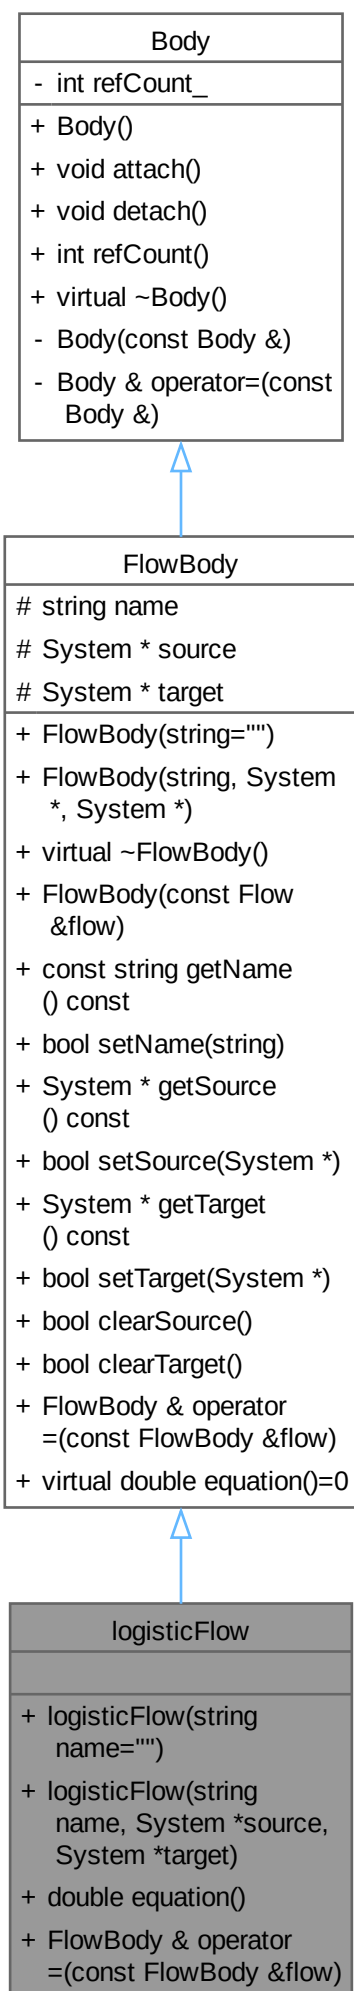 Body
- int refCount_
+ Body()
+ void attach()
+ void detach()
+ int refCount()
+ virtual ~Body()
- Body(const Body &)
- Body & operator=(const
Body &)
FlowBody
# string name
# System * source
# System * target
+ FlowBody(string="")
+ FlowBody(string, System
*, System *)
+ virtual ~FlowBody()
+ FlowBody(const Flow
&flow)
+ const string getName
() const
+ bool setName(string)
+ System * getSource
() const
+ bool setSource(System *)
+ System * getTarget
() const
+ bool setTarget(System *)
+ bool clearSource()
+ bool clearTarget()
+ FlowBody & operator
=(const FlowBody &flow)
+ virtual double equation()=0
logisticFlow
+ logisticFlow(string
name="")
+ logisticFlow(string
name, System *source,
System *target)
+ double equation()
+ FlowBody & operator
=(const FlowBody &flow)